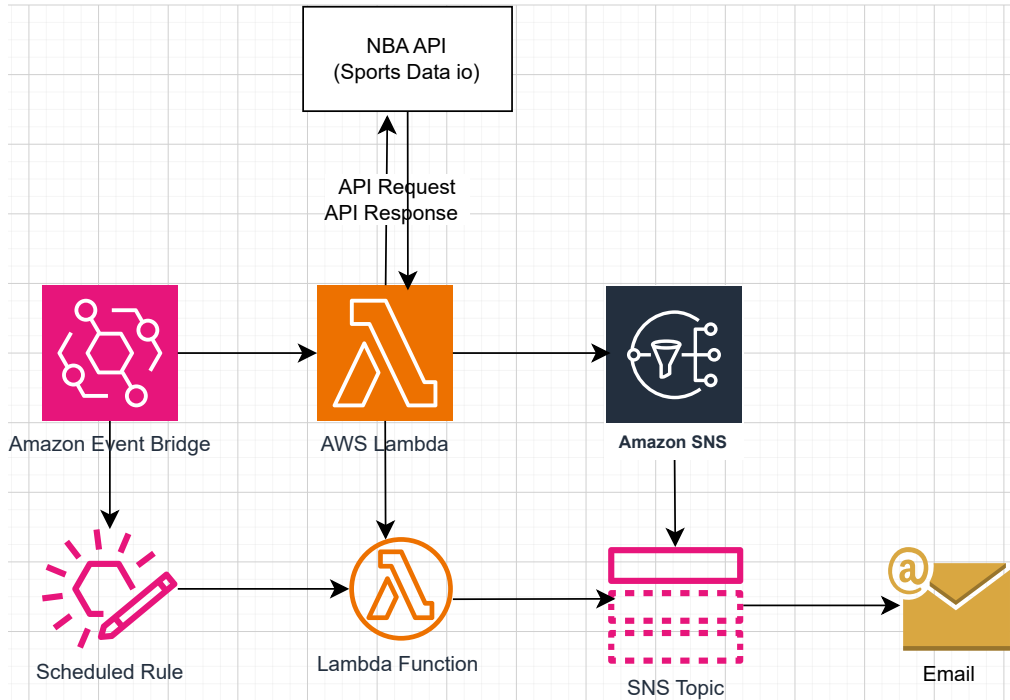 NBA API
(Sports Data io)
API Request
API Response
Amazon Event Bridge
AWS Lambda
Amazon SNS
Scheduled Rule
Lambda Function
SNS Topic
@
Email